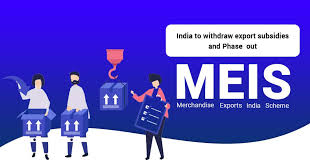 India to withdraw export subsidies
and Phase out
MEIS
Merchandise Exports India Scheme